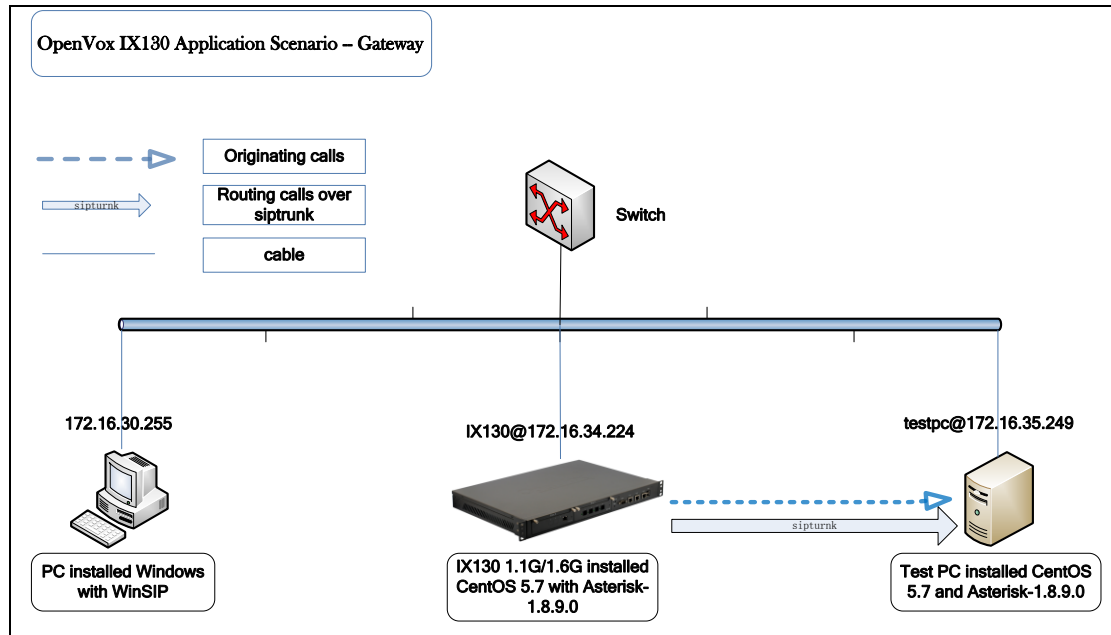 OpenVox IX130 Application Scenario – Gateway
Originating calls
sipturnk
Routing calls over
siptrunk
cable
Switch
172.16.30.255
IX130@172.16.34.224
testpc@172.16.35.249
sipturnk
PC installed Windows
with WinSIP
IX130 1.1G/1.6G installed
CentOS 5.7 with Asterisk-
1.8.9.0
Test PC installed CentOS
5.7 and Asterisk-1.8.9.0